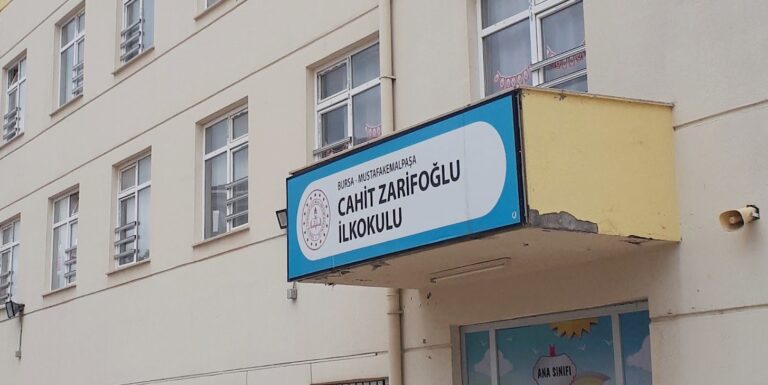 BURSA - MUSTAFAKEMALPAŞA
CAHİT ZARİFOĞLU
İLKOKULU
ANA SINIFI